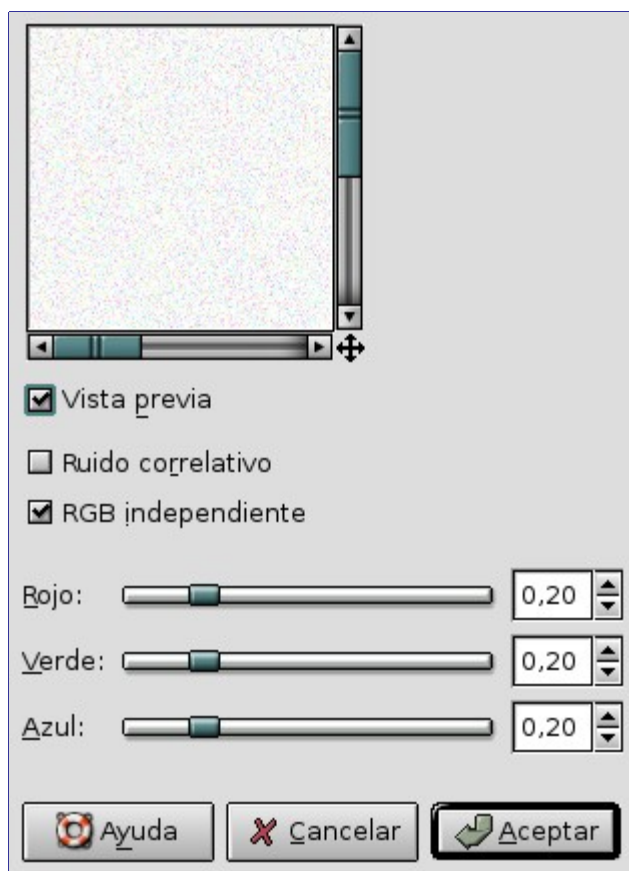 Vista previa
Ruido correlativo
RGB independiente
Rojo: 0,20
Verde: 0,20
Azul: 0,20
Ayuda Cancelar Aceptar